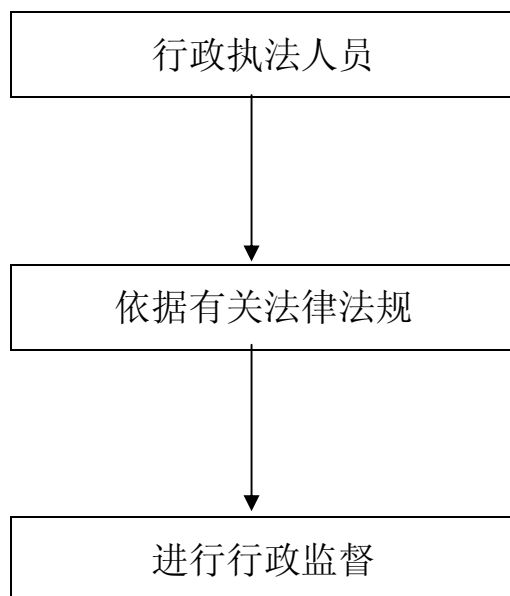 行政执法人员
依据有关法律法规
进行行政监督